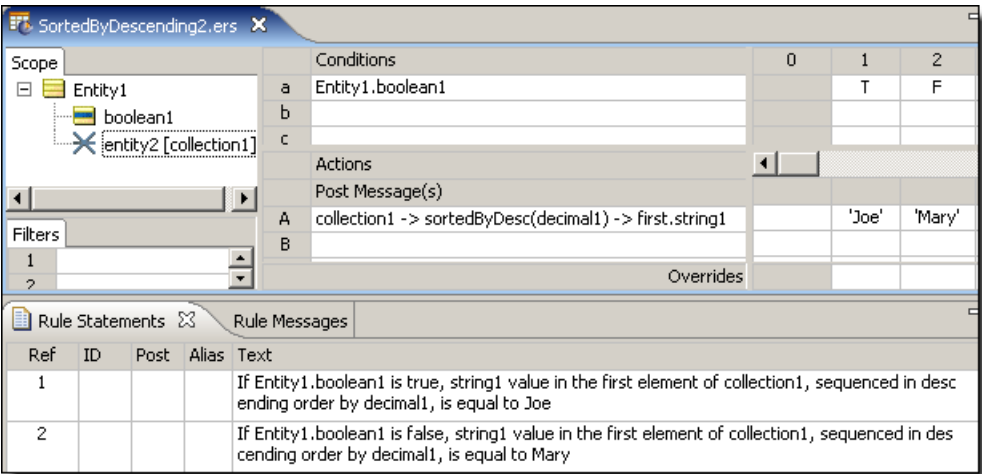 SortedByDescending2.ers
Scope
Conditions 0 1 2
Entity1
a Entity1.boolean1 T F
boolean1
b
entity2 [collection1]
c
Actions
Post Message(s)
A collection1 -> sortedByDesc(decimal1) -> first.string1 'Joe' 'Mary'
Filters
B
1
2
Overrides
Rule Statements Rule Messages
Ref ID Post Alias Text
1 If Entity1.boolean1 is true, string1 value in the first element of collection1, sequenced in desc
ending order by decimal1, is equal to Joe
2 If Entity1.boolean1 is false, string1 value in the first element of collection1, sequenced in des
cending order by decimal1, is equal to Mary